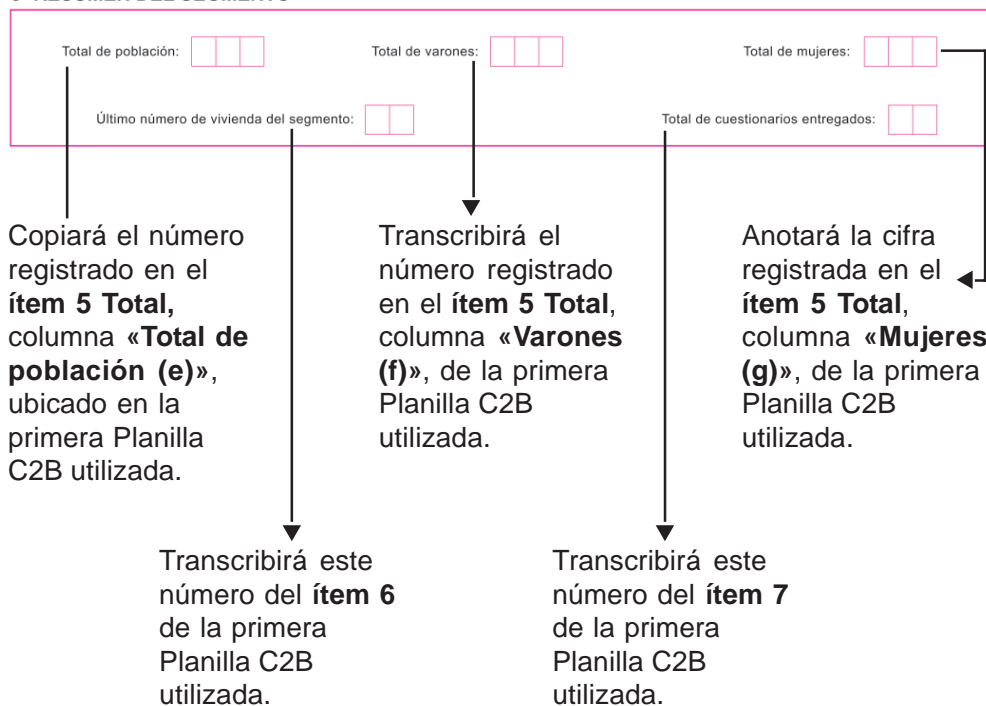 Total de población:
Total de varones:
Total de mujeres:
Último número de vivienda del segmento:
Total de cuestionarios entregados:
Copiará el número
registrado en el
ítem 5 Total,
columna «Total de
población (e)»,
ubicado en la
primera Planilla
C2B utilizada.
Transcribirá el
número registrado
en el ítem 5 Total,
columna «Varones
(f)», de la primera
Planilla C2B
utilizada.
Anotará la cifra
registrada en el
ítem 5 Total,
columna «Mujeres
(g)», de la primera
Planilla C2B
utilizada.
Transcribirá este
número del ítem 6
de la primera
Planilla C2B
utilizada.
Transcribirá este
número del ítem 7
de la primera
Planilla C2B
utilizada.